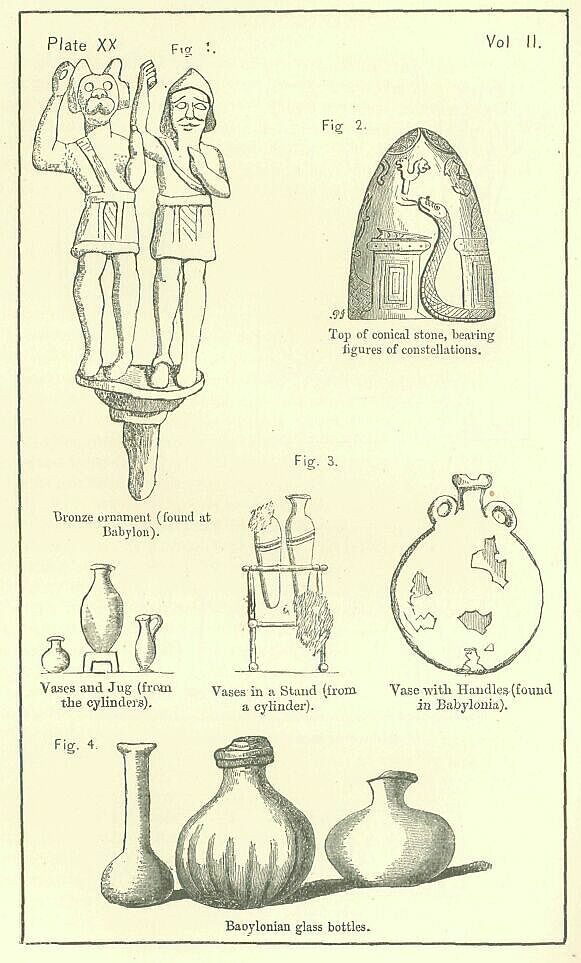 Plate XX
Vol II.
Fig 1.
Fig 2.
Top of conical stone, bearing
figures of constellations.
Bronze ornament (found at
Babylon).
Fig. 3.
Vases and Jug (from
the cylinders).
Vases in a Stand (from
a cylinder).
Vase with Handles (found
in Babylonia).
Fig. 4.
Babylonian glass bottles.